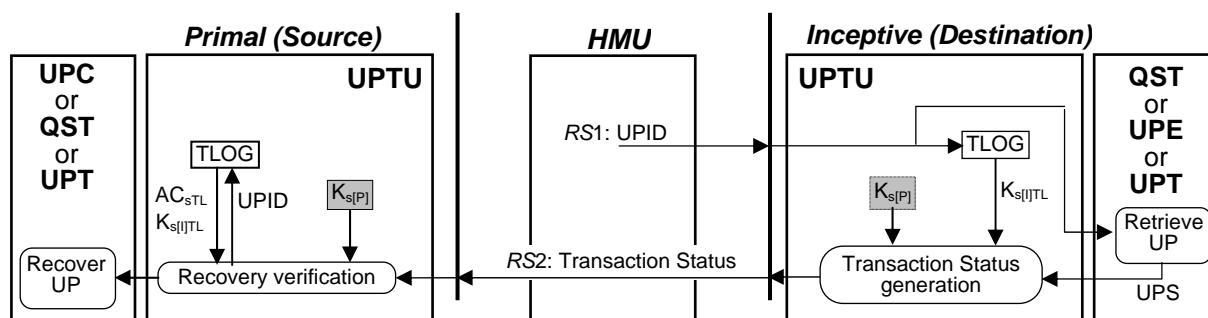 Primal (Source)
HMU
Inceptive (Destination)
UPC
or
QST
or
UPT
UPTU
UPTU
QST
or
UPE
or
UPT
RS1: UPID
TLOG
TLOG
ACsTL
Ks[I]TL
UPID
Ks[P]
Ks[P]
Ks[I]TL
Retrieve
UP
Recover
UP
Recovery verification
RS2: Transaction Status
Transaction Status
generation
UPS